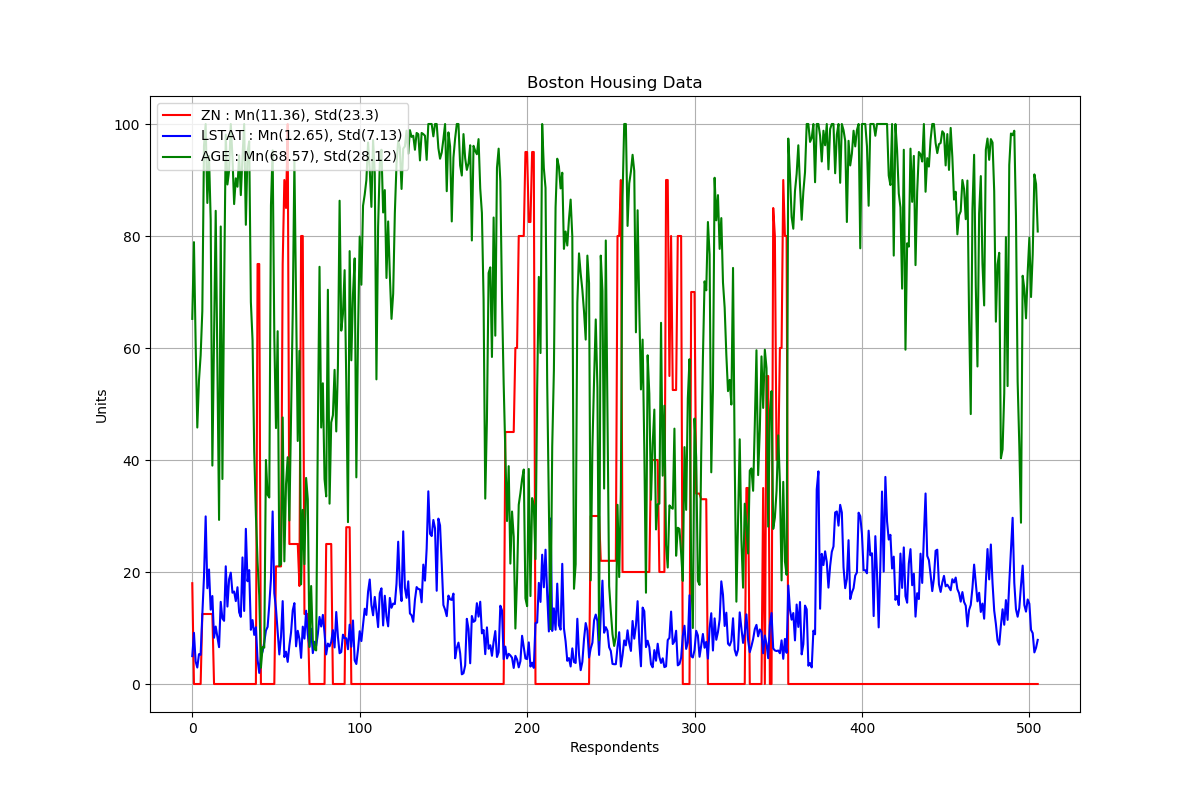 Boston Housing Data
ZN : Mn(11.36), Std(23.3)
LSTAT : Mn(12.65), Std(7.13)
AGE : Mn(68.57), Std(28.12)
100
80
60
40
20
0
Units
0 100 200 300 400 500
Respondents